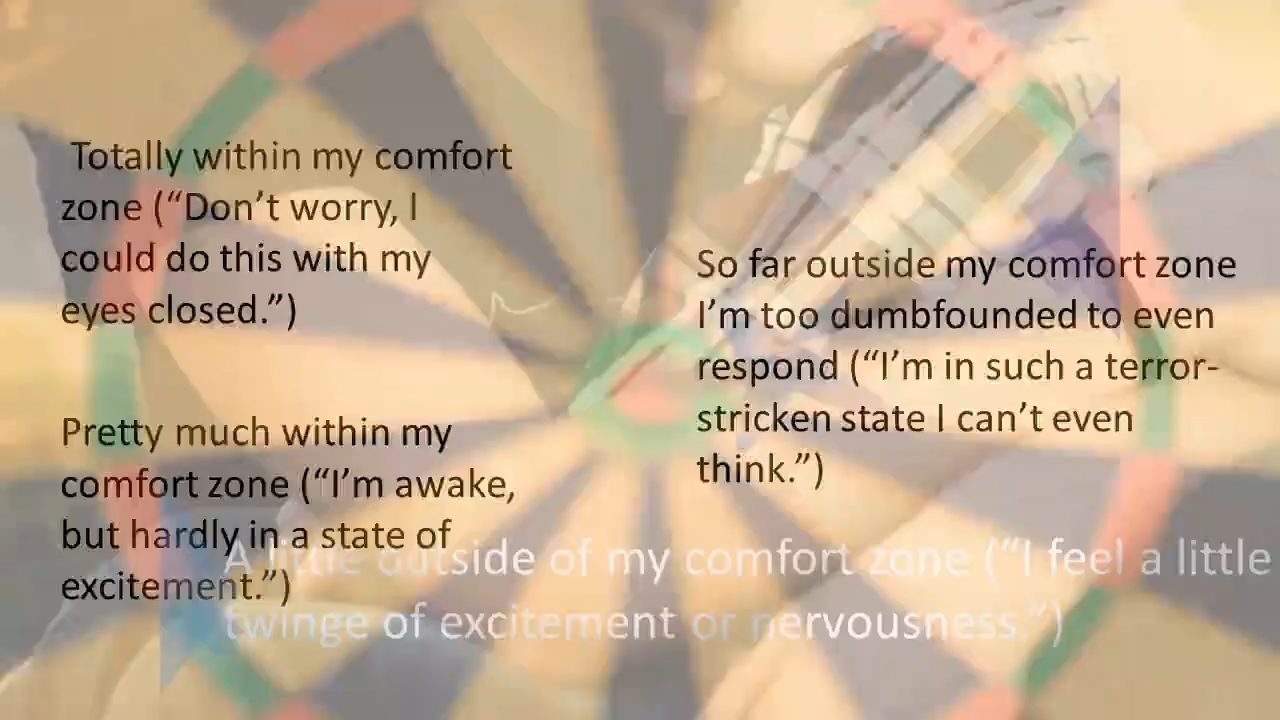 Totally within my comfort
zone (“Don’t worry, I
could do this with my
eyes closed.”)
Pretty much within my
comfort zone (“I’m awake,
but hardly in a state of
excitement.”)
So far outside my comfort zone
I’m too dumbfounded to even
respond (“I’m in such a terror-
stricken state I can’t even
think.”)
A little outside of my comfort zone (“I feel a little
twinge of excitement or nervousness.”)